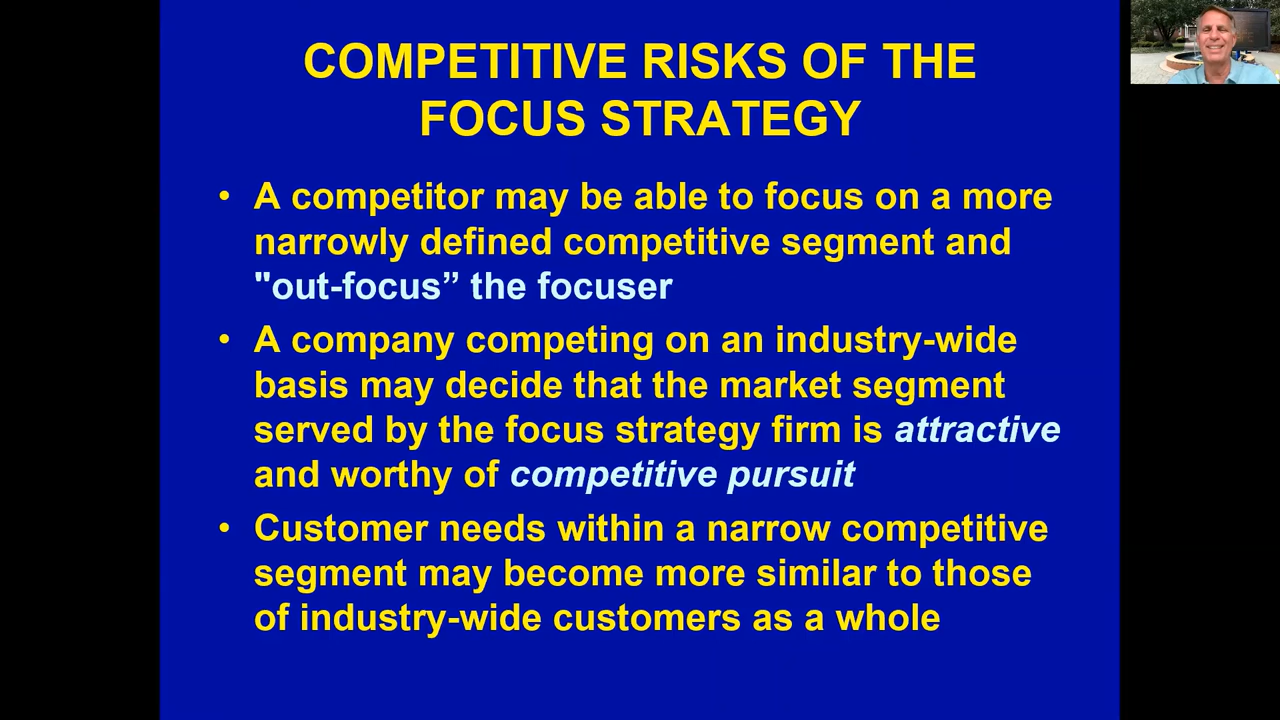 COMPETITIVE RISKS OF THE
FOCUS STRATEGY
• A competitor may be able to focus on a more
narrowly defined competitive segment and
"out-focus” the focuser
• A company competing on an industry-wide
basis may decide that the market segment
served by the focus strategy firm is attractive
and worthy of competitive pursuit
• Customer needs within a narrow competitive
segment may become more similar to those
of industry-wide customers as a whole